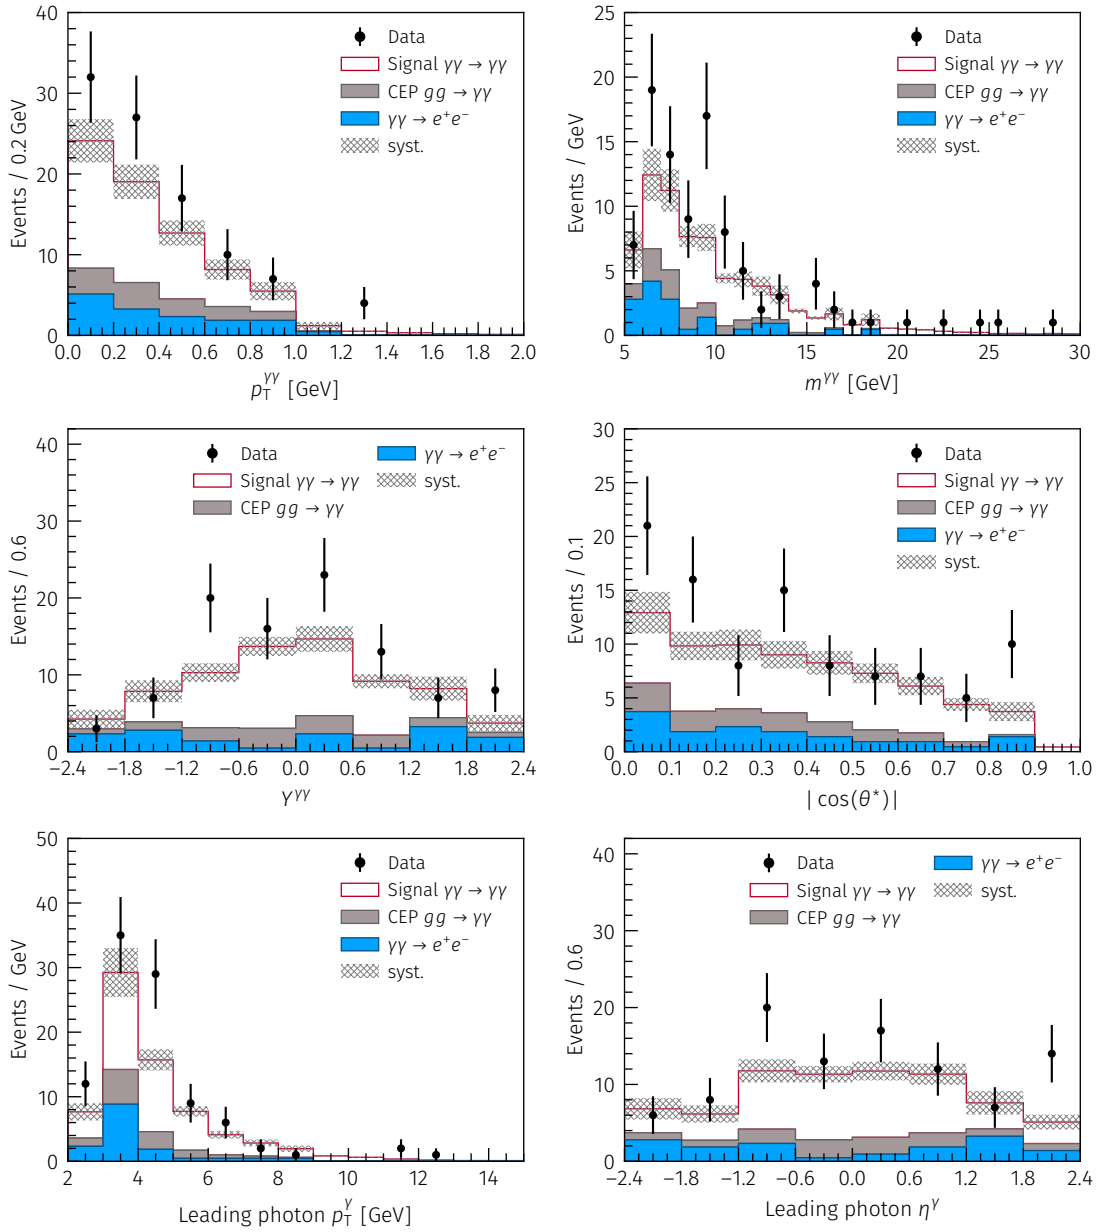 Events / 0.2 GeV
40
30
20
10
0
Data
Signal γγ → γγ
CEP gg → γγ
γγ → e⁺e⁻
syst.
0.0 0.2 0.4 0.6 0.8 1.0 1.2 1.4 1.6 1.8 2.0
p_T^γγ [GeV]
Events / GeV
25
20
15
10
5
0
Data
Signal γγ → γγ
CEP gg → γγ
γγ → e⁺e⁻
syst.
5 10 15 20 25 30
m^γγ [GeV]
Events / 0.6
40
30
20
10
0
Data
Signal γγ → γγ
CEP gg → γγ
γγ → e⁺e⁻
syst.
−2.4 −1.8 −1.2 −0.6 0.0 0.6 1.2 1.8 2.4
Y^γγ
Events / 0.1
30
25
20
15
10
5
0
Data
Signal γγ → γγ
CEP gg → γγ
γγ → e⁺e⁻
syst.
0.0 0.1 0.2 0.3 0.4 0.5 0.6 0.7 0.8 0.9 1.0
| cos(θ*)|
Events / GeV
50
40
30
20
10
0
Data
Signal γγ → γγ
CEP gg → γγ
γγ → e⁺e⁻
syst.
2 4 6 8 10 12 14
Leading photon p_T^γ [GeV]
Events / 0.6
40
30
20
10
0
Data
Signal γγ → γγ
CEP gg → γγ
γγ → e⁺e⁻
syst.
−2.4 −1.8 −1.2 −0.6 0.0 0.6 1.2 1.8 2.4
Leading photon η^γ